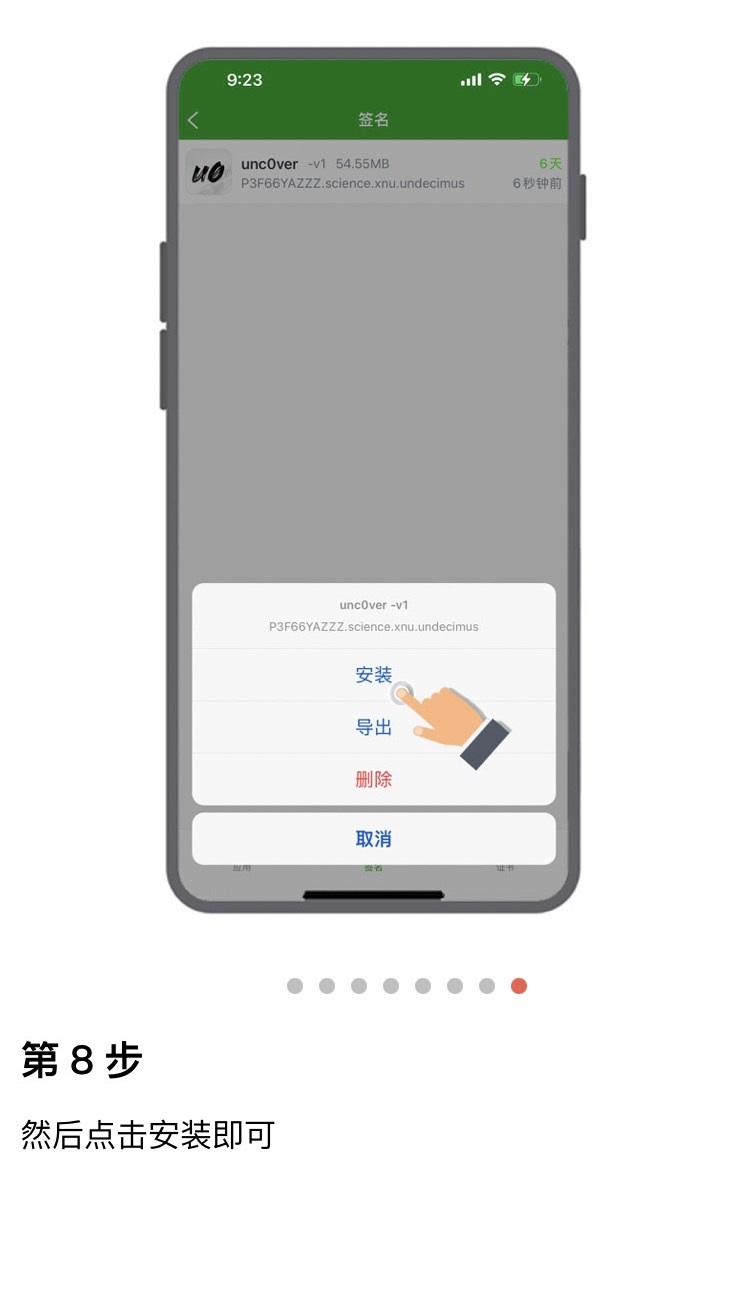 9:23
签名
u0
unc0ver -v1 54.55MB 6天
P3F66YAZZZ.science.xnu.undecimus 6秒钟前
unc0ver -v1
P3F66YAZZZ.science.xnu.undecimus
安装
导出
删除
取消
应用 签名 证书
第 8 步
然后点击安装即可